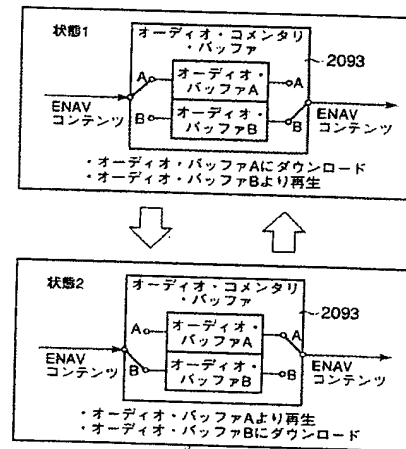 状態1
オーディオ・コメンタリ
・バッファ
2093
A
オーディオ・
バッファA
A
B
オーディオ・
バッファB
B
ENAV
コンテンツ
ENAV
コンテンツ
・オーディオ・バッファAにダウンロード
・オーディオ・バッファBより再生
状態2
オーディオ・コメンタリ
・バッファ
2093
A
オーディオ・
バッファA
A
B
オーディオ・
バッファB
B
ENAV
コンテンツ
ENAV
コンテンツ
・オーディオ・バッファAより再生
・オーディオ・バッファBにダウンロード